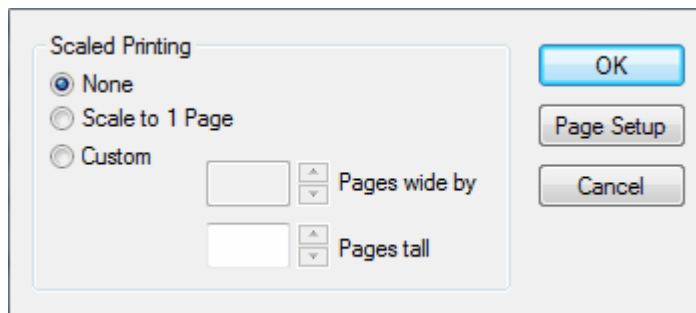 Scaled Printing
None
Scale to 1 Page
Custom
Pages wide by
Pages tall
OK
Page Setup
Cancel